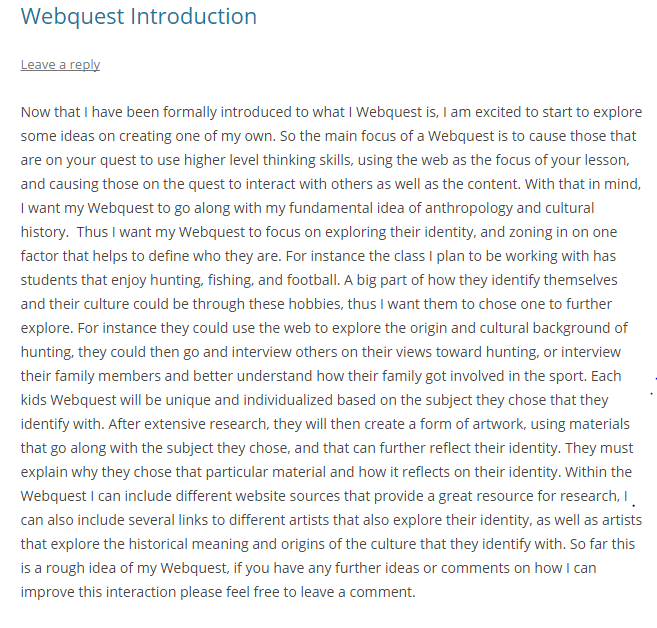 Webquest Introduction
Leave a reply
Now that I have been formally introduced to what I Webquest is, I am excited to start to explore
some ideas on creating one of my own. So the main focus of a Webquest is to cause those that
are on your quest to use higher level thinking skills, using the web as the focus of your lesson,
and causing those on the quest to interact with others as well as the content. With that in mind,
I want my Webquest to go along with my fundamental idea of anthropology and cultural
history. Thus I want my Webquest to focus on exploring their identity, and zoning in on one
factor that helps to define who they are. For instance the class I plan to be working with has
students that enjoy hunting, fishing, and football. A big part of how they identify themselves
and their culture could be through these hobbies, thus I want them to chose one to further
explore. For instance they could use the web to explore the origin and cultural background of
hunting, they could then go and interview others on their views toward hunting, or interview
their family members and better understand how their family got involved in the sport. Each
kids Webquest will be unique and individualized based on the subject they chose that they
identify with. After extensive research, they will then create a form of artwork, using materials
that go along with the subject they chose, and that can further reflect their identity. They must
explain why they chose that particular material and how it reflects on their identity. Within the
Webquest I can include different website sources that provide a great resource for research, I
can also include several links to different artists that also explore their identity, as well as artists
that explore the historical meaning and origins of the culture that they identify with. So far this
is a rough idea of my Webquest, if you have any further ideas or comments on how I can
improve this interaction please feel free to leave a comment.